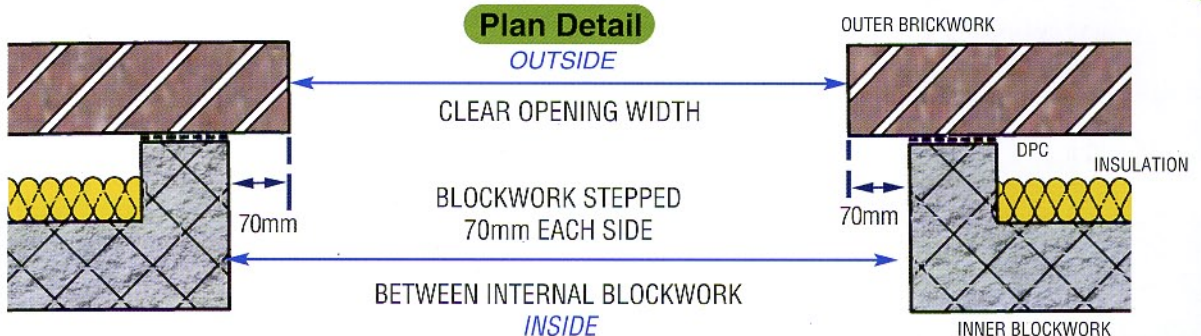 Plan Detail
OUTSIDE
OUTER BRICKWORK
CLEAR OPENING WIDTH
DPC
INSULATION
70mm
BLOCKWORK STEPPED
70mm EACH SIDE
70mm
BETWEEN INTERNAL BLOCKWORK
INSIDE
INNER BLOCKWORK